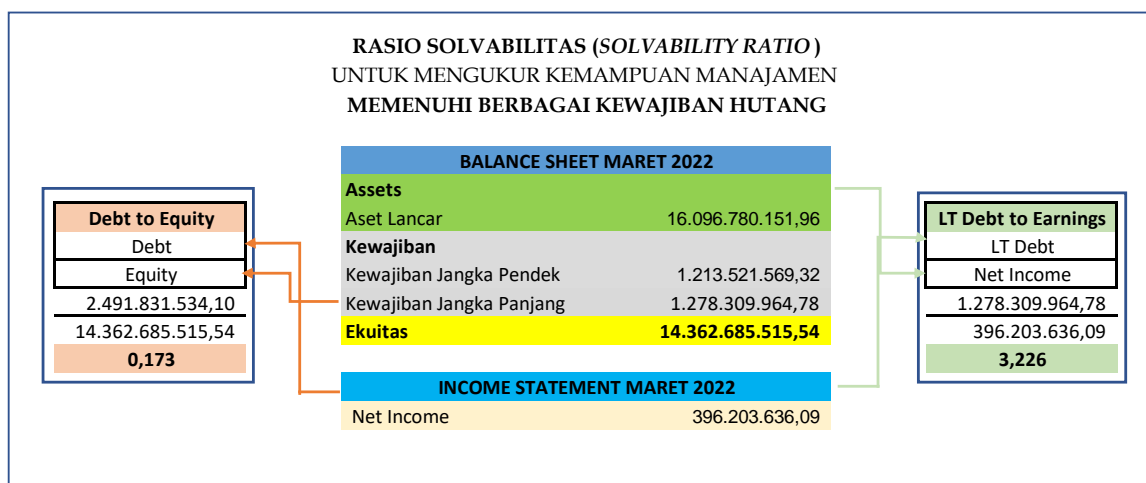 RASIO SOLVABILITAS (SOLVABILITY RATIO )
UNTUK MENGUKUR KEMAMPUAN MANAJAMEN
MEMENUHI BERBAGAI KEWAJIBAN HUTANG
Debt to Equity
Debt
Equity
2.491.831.534,10
14.362.685.515,54
0,173
BALANCE SHEET MARET 2022
Assets
Aset Lancar 16.096.780.151,96
Kewajiban
Kewajiban Jangka Pendek 1.213.521.569,32
Kewajiban Jangka Panjang 1.278.309.964,78
Ekuitas 14.362.685.515,54
INCOME STATEMENT MARET 2022
Net Income 396.203.636,09
LT Debt to Earnings
LT Debt
Net Income
1.278.309.964,78
396.203.636,09
3,226